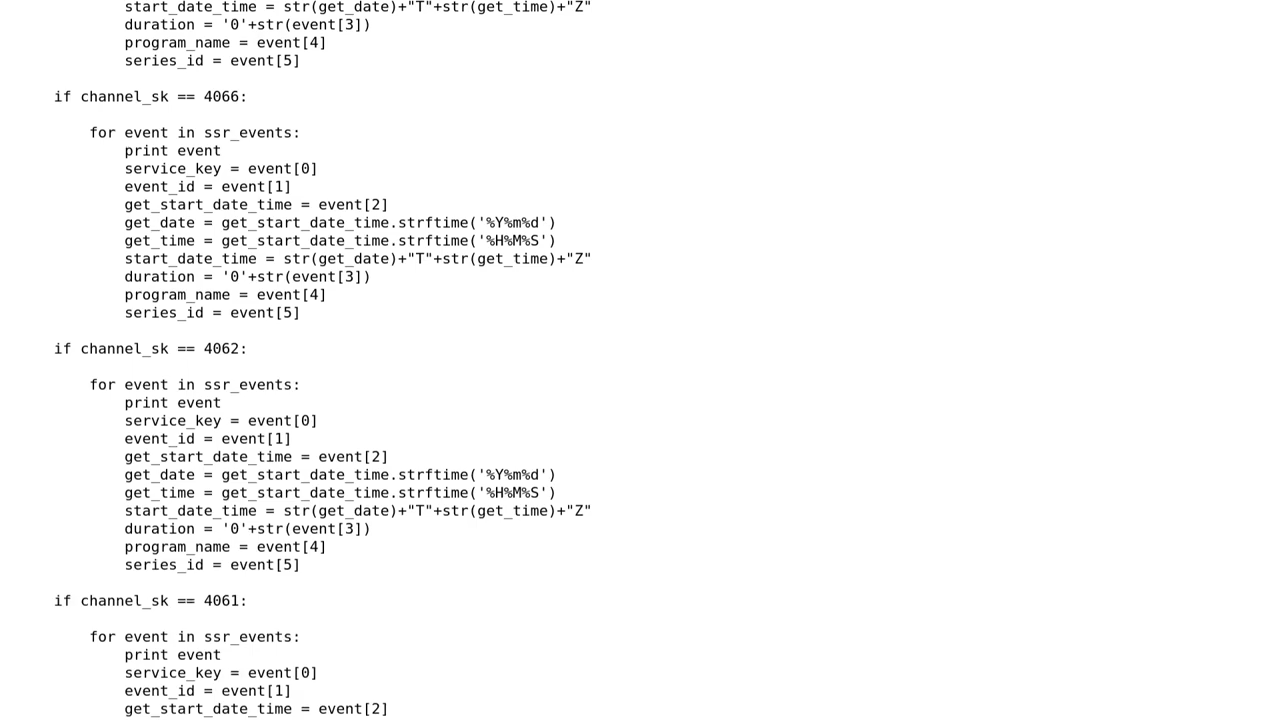 start_date_time = str(get_date)+"T"+str(get_time)+"Z"
duration = '0'+str(event[3])
program_name = event[4]
series_id = event[5]
if channel_sk == 4066:
for event in ssr_events:
print event
service_key = event[0]
event_id = event[1]
get_start_date_time = event[2]
get_date = get_start_date_time.strftime('%Y%m%d')
get_time = get_start_date_time.strftime('%H%M%S')
start_date_time = str(get_date)+"T"+str(get_time)+"Z"
duration = '0'+str(event[3])
program_name = event[4]
series_id = event[5]
if channel_sk == 4062:
for event in ssr_events:
print event
service_key = event[0]
event_id = event[1]
get_start_date_time = event[2]
get_date = get_start_date_time.strftime('%Y%m%d')
get_time = get_start_date_time.strftime('%H%M%S')
start_date_time = str(get_date)+"T"+str(get_time)+"Z"
duration = '0'+str(event[3])
program_name = event[4]
series_id = event[5]
if channel_sk == 4061:
for event in ssr_events:
print event
service_key = event[0]
event_id = event[1]
get_start_date_time = event[2]